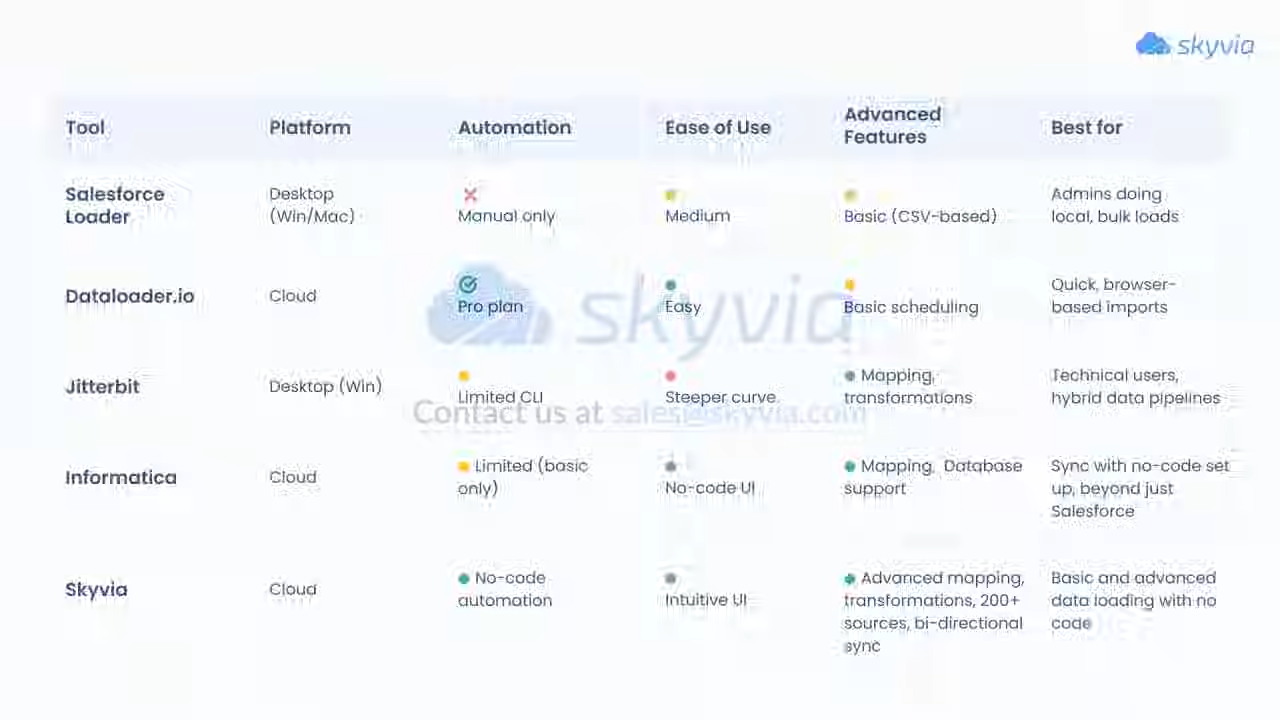 skyvia
Tool
Platform
Automation
Ease of Use
Advanced
Features
Best for
Salesforce
Loader
Desktop
(Win/Mac)
Manual only
Medium
Basic (CSV-based)
Admins doing
local, bulk loads
Dataloader.io
Cloud
Pro plan
Easy
Basic scheduling
Quick, browser-
based imports
skyvia
Jitterbit
Desktop (Win)
Limited CLI
Steeper curve
Mapping,
transformations
Technical users,
hybrid data pipelines
Contact us at sales@skyvia.com
Informatica
Cloud
Limited (basic
only)
No-code UI
Mapping, Database
support
Sync with no-code set
up, beyond just
Salesforce
Skyvia
Cloud
No-code
automation
Intuitive UI
Advanced mapping,
transformations, 200+
sources, bi-directional
sync
Basic and advanced
data loading with no
code